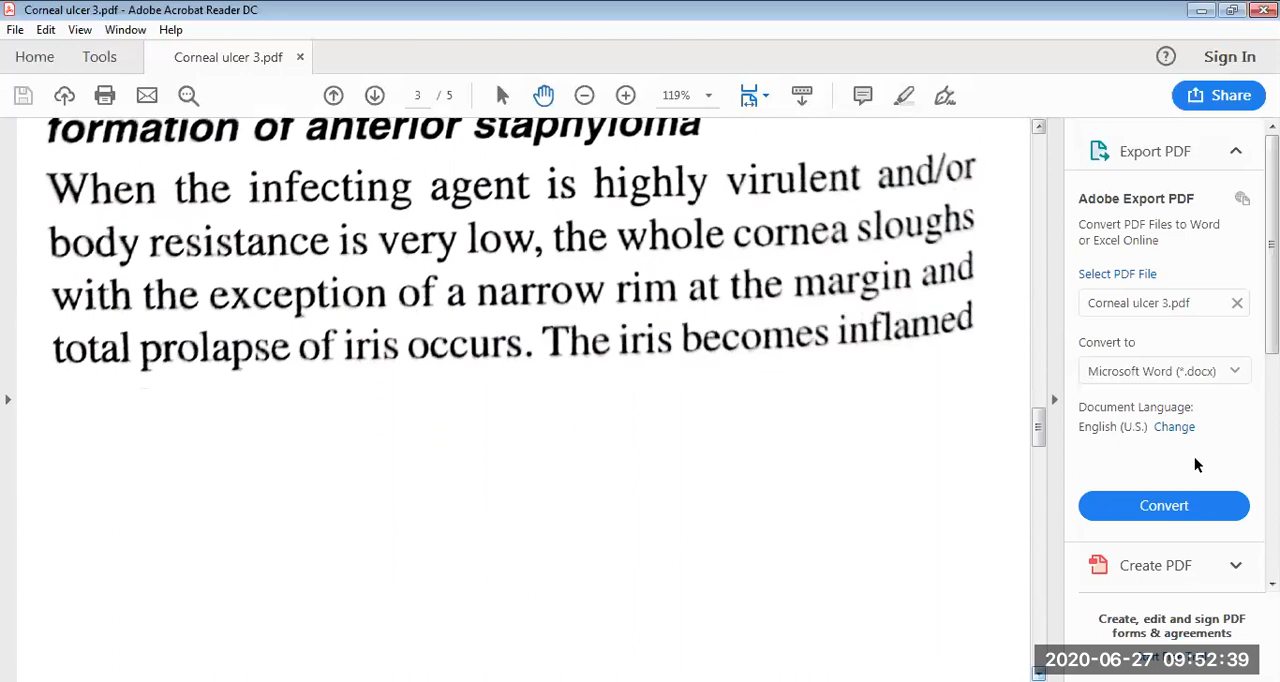 Corneal ulcer 3.pdf - Adobe Acrobat Reader DC
File Edit View Window Help
Home Tools Corneal ulcer 3.pdf × Sign In
3 / 5 119% Share
formation of anterior staphyloma
When the infecting agent is highly virulent and/or
body resistance is very low, the whole cornea sloughs
with the exception of a narrow rim at the margin and
total prolapse of iris occurs. The iris becomes inflamed
Export PDF
Adobe Export PDF
Convert PDF Files to Word
or Excel Online
Select PDF File
Corneal ulcer 3.pdf
Convert to
Microsoft Word (*.docx)
Document Language:
English (U.S.) Change
Convert
Create PDF
Create, edit and sign PDF
forms & agreements
2020-06-27 09:52:39